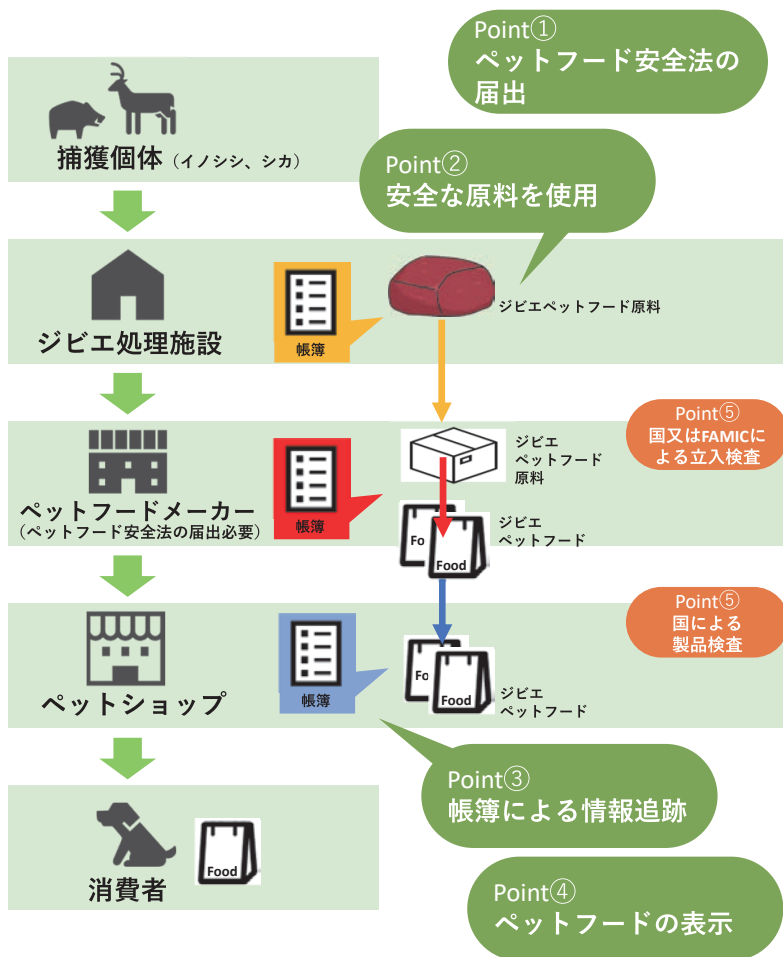 Point①
ペットフード安全法の
届出
捕獲個体（イノシシ、シカ）
Point②
安全な原料を使用
ジビエ処理施設
帳簿
ジビエペットフード原料
Point⑤
国又はFAMICに
よる立入検査
ペットフードメーカー
（ペットフード安全法の届出必要）
帳簿
ジビエ
ペットフード
原料
ジビエ
ペットフード
Fo
Food
Point⑤
国による
製品検査
ペットショップ
帳簿
Fo
Food
ジビエ
ペットフード
Point③
帳簿による情報追跡
消費者
Food
Point④
ペットフードの表示